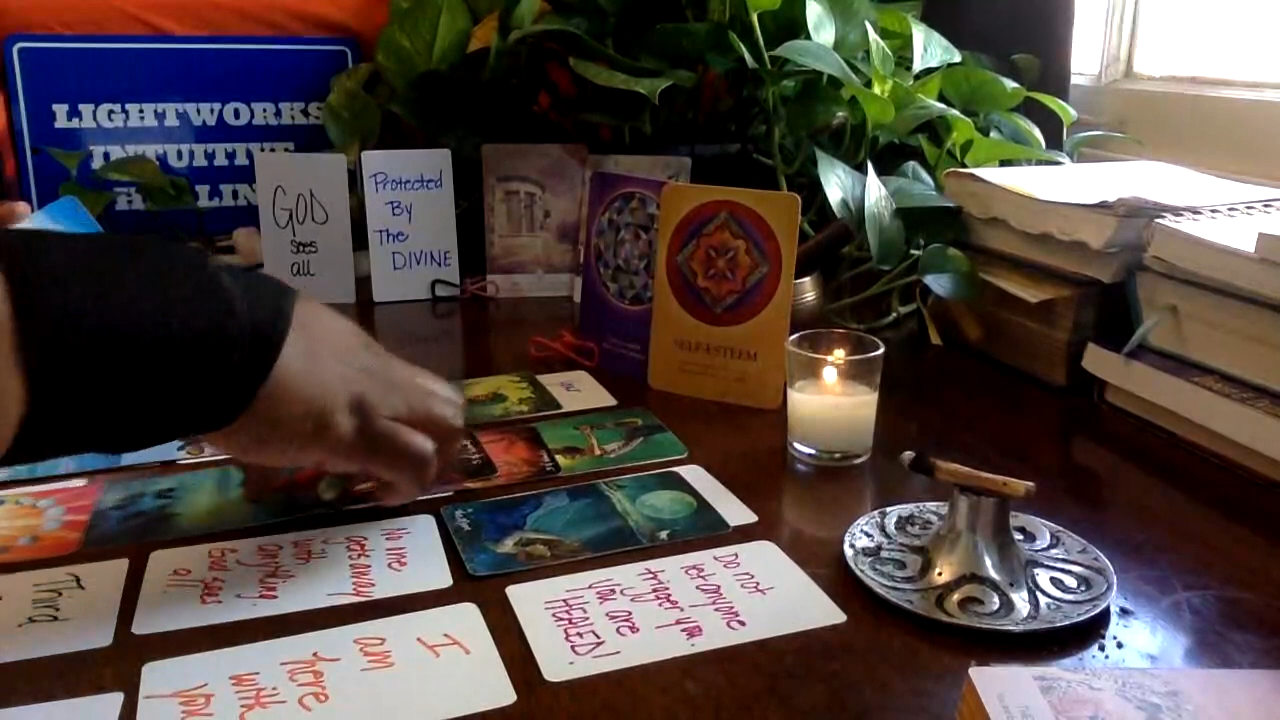 LIGHTWORKS
INTUITIVE
GOD
sees
all
Protected
By
The
DIVINE
SELF-ESTEEM
No one
gets away
with
anything.
God sees
all.
Do not
let anyone
trigger you.
You are
"HEALED!
Third
I
am
here
with
you